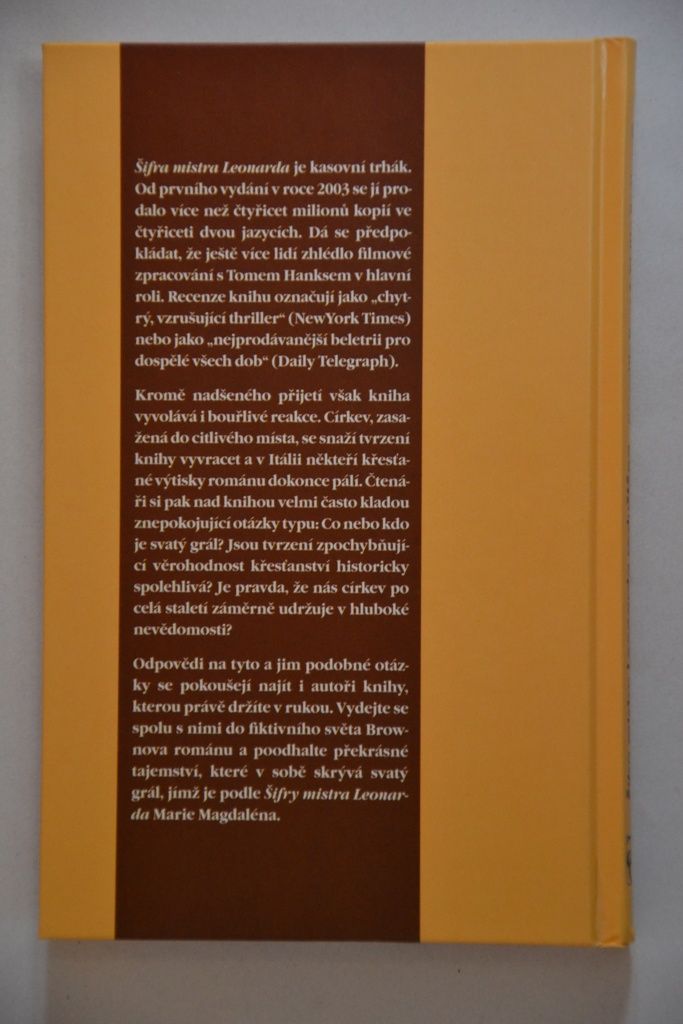 Šifra mistra Leonarda je kasovní trhák.
Od prvního vydání v roce 2003 se jí pro-
dalo více než čtyřicet milionů kopií ve
čtyřiceti dvou jazycích. Dá se předpo-
kládat, že ještě více lidí zhlédlo filmové
zpracování s Tomem Hanksem v hlavní
roli. Recenze knihu označují jako „chyt-
rý, vzrušující thriller“ (NewYork Times)
nebo jako „nejprodávanější beletrii pro
dospělé všech dob“ (Daily Telegraph).
Kromě nadšeného přijetí však kniha
vyvolává i bouřlivé reakce. Církev, zasa-
žená do citlivého místa, se snaží tvrzení
knihy vyvracet a v Itálii někteří křesťa-
né výtisky románu dokonce pálí. Čtená-
ři si pak nad knihou velmi často kladou
znepokojující otázky typu: Co nebo kdo
je svatý grál? Jsou tvrzení zpochybňují-
cí věrohodnost křesťanství historicky
spolehlivá? Je pravda, že nás církev po
celá staletí záměrně udržuje v hluboké
nevědomosti?
Odpovědi na tyto a jim podobné otáz-
ky se pokoušejí najít i autoři knihy,
kterou právě držíte v rukou. Vydejte se
spolu s nimi do fiktivního světa Brow-
nova románu a poodhalte překrásné
tajemství, které v sobě skrývá svatý
grál, jímž je podle Šifry mistra Leonar-
da Marie Magdaléna.